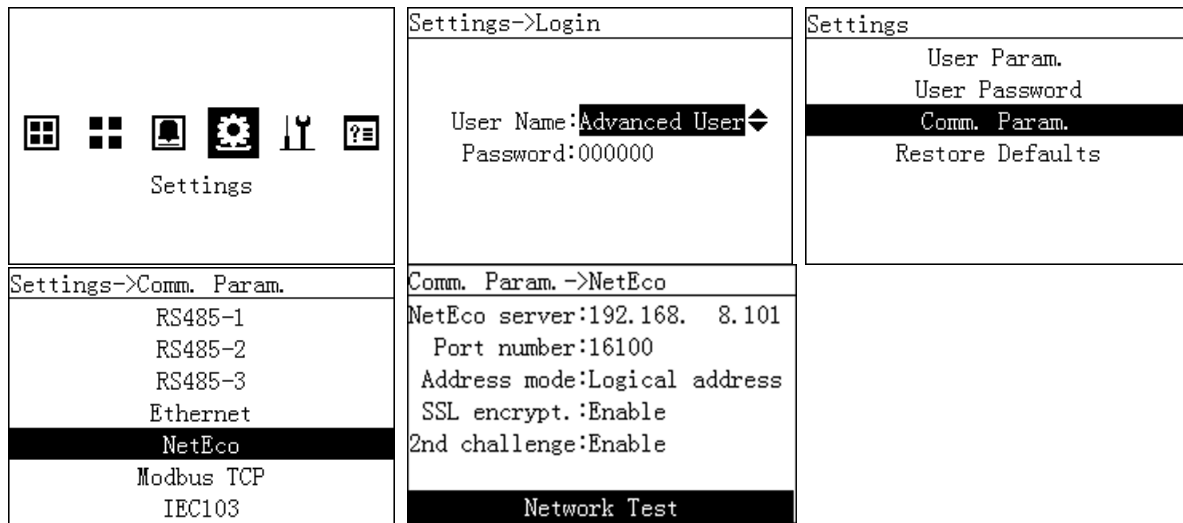 Settings
Settings->Login
User Name:Advanced User
Password:000000
Settings
User Param.
User Password
Comm. Param.
Restore Defaults
Settings->Comm. Param.
RS485-1
RS485-2
RS485-3
Ethernet
NetEco
Modbus TCP
IEC103
Comm. Param.->NetEco
NetEco server:192.168.  8.101
Port number:16100
Address mode:Logical address
SSL encrypt.:Enable
2nd challenge:Enable
Network Test